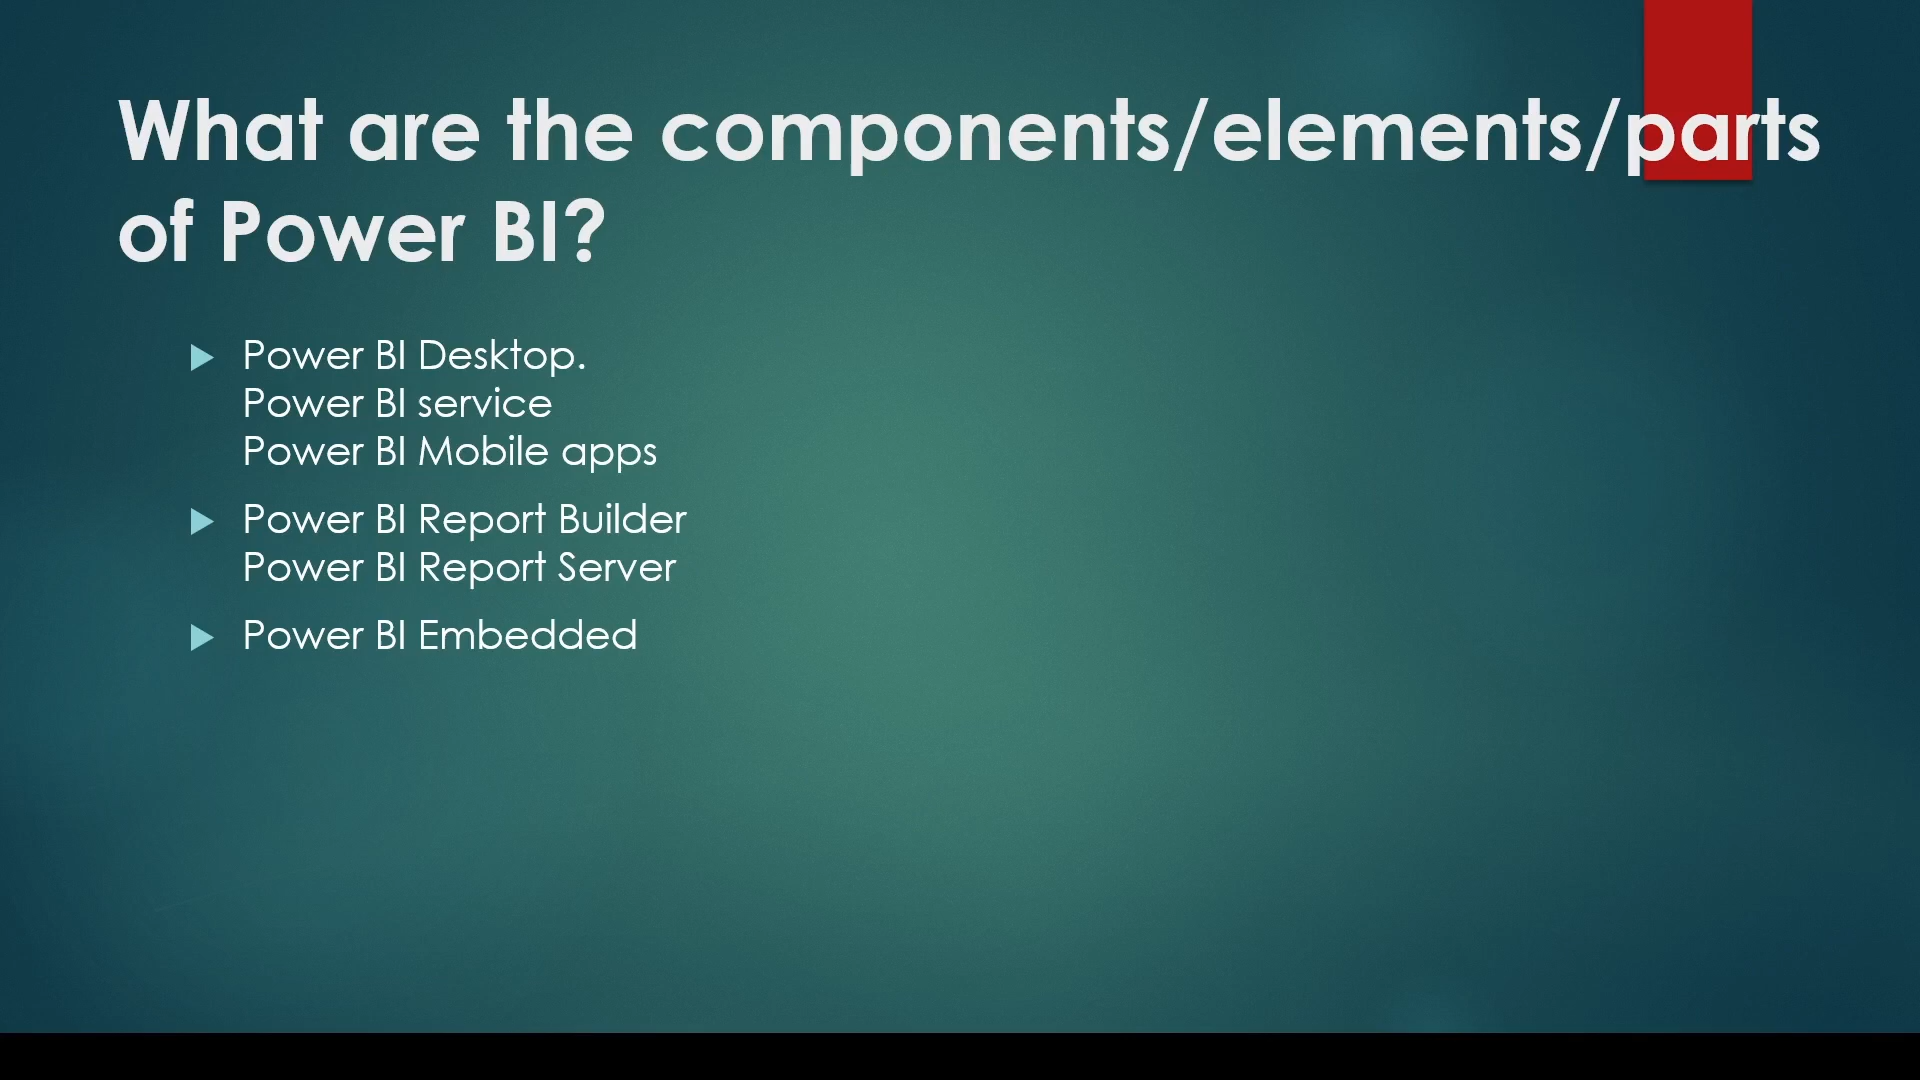 What are the components/elements/parts
of Power BI?
Power BI Desktop.
Power BI service
Power BI Mobile apps
Power BI Report Builder
Power BI Report Server
Power BI Embedded